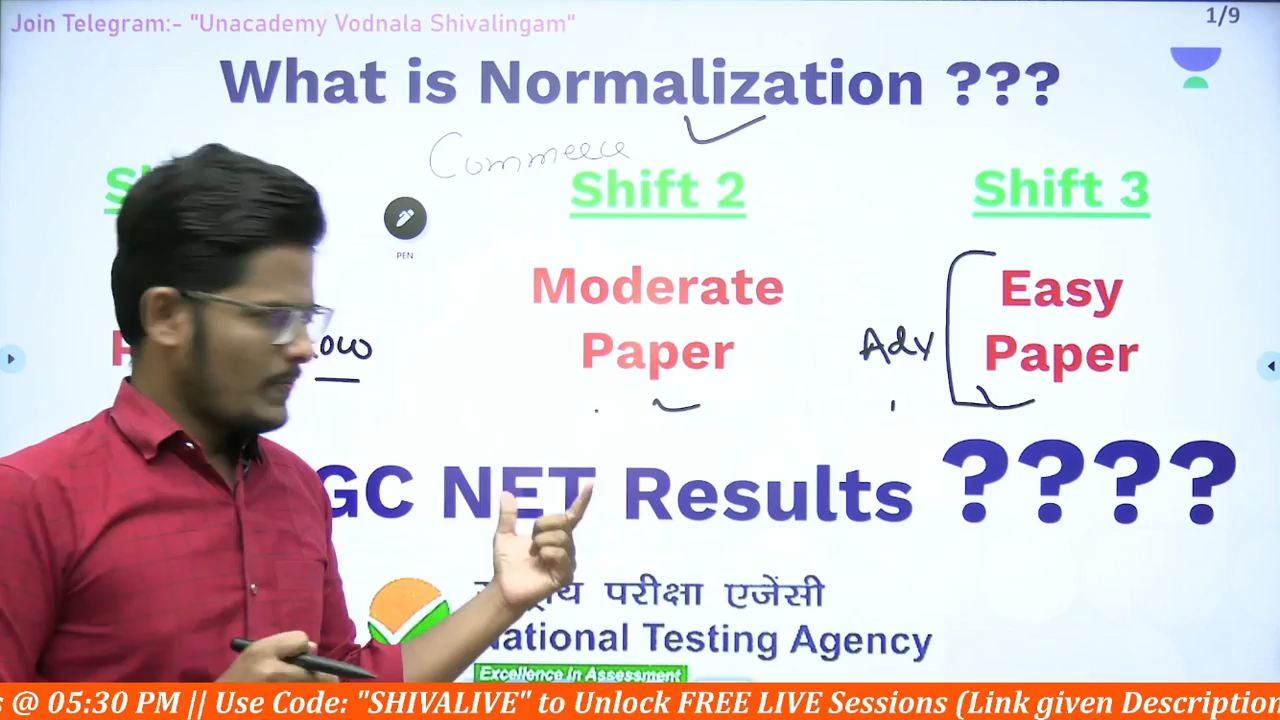 Join Telegram:- "Unacademy Vodnala Shivalingam"
1/9
What is Normalization ???
Commerce
Shift 2
Shift 3
PEN
Moderate
Paper
Easy
Paper
Adv
GC NET Results ????
परीक्षा एजेंसी
National Testing Agency
Excellence in Assessment
s @ 05:30 PM || Use Code: "SHIVALIVE" to Unlock FREE LIVE Sessions (Link given Description